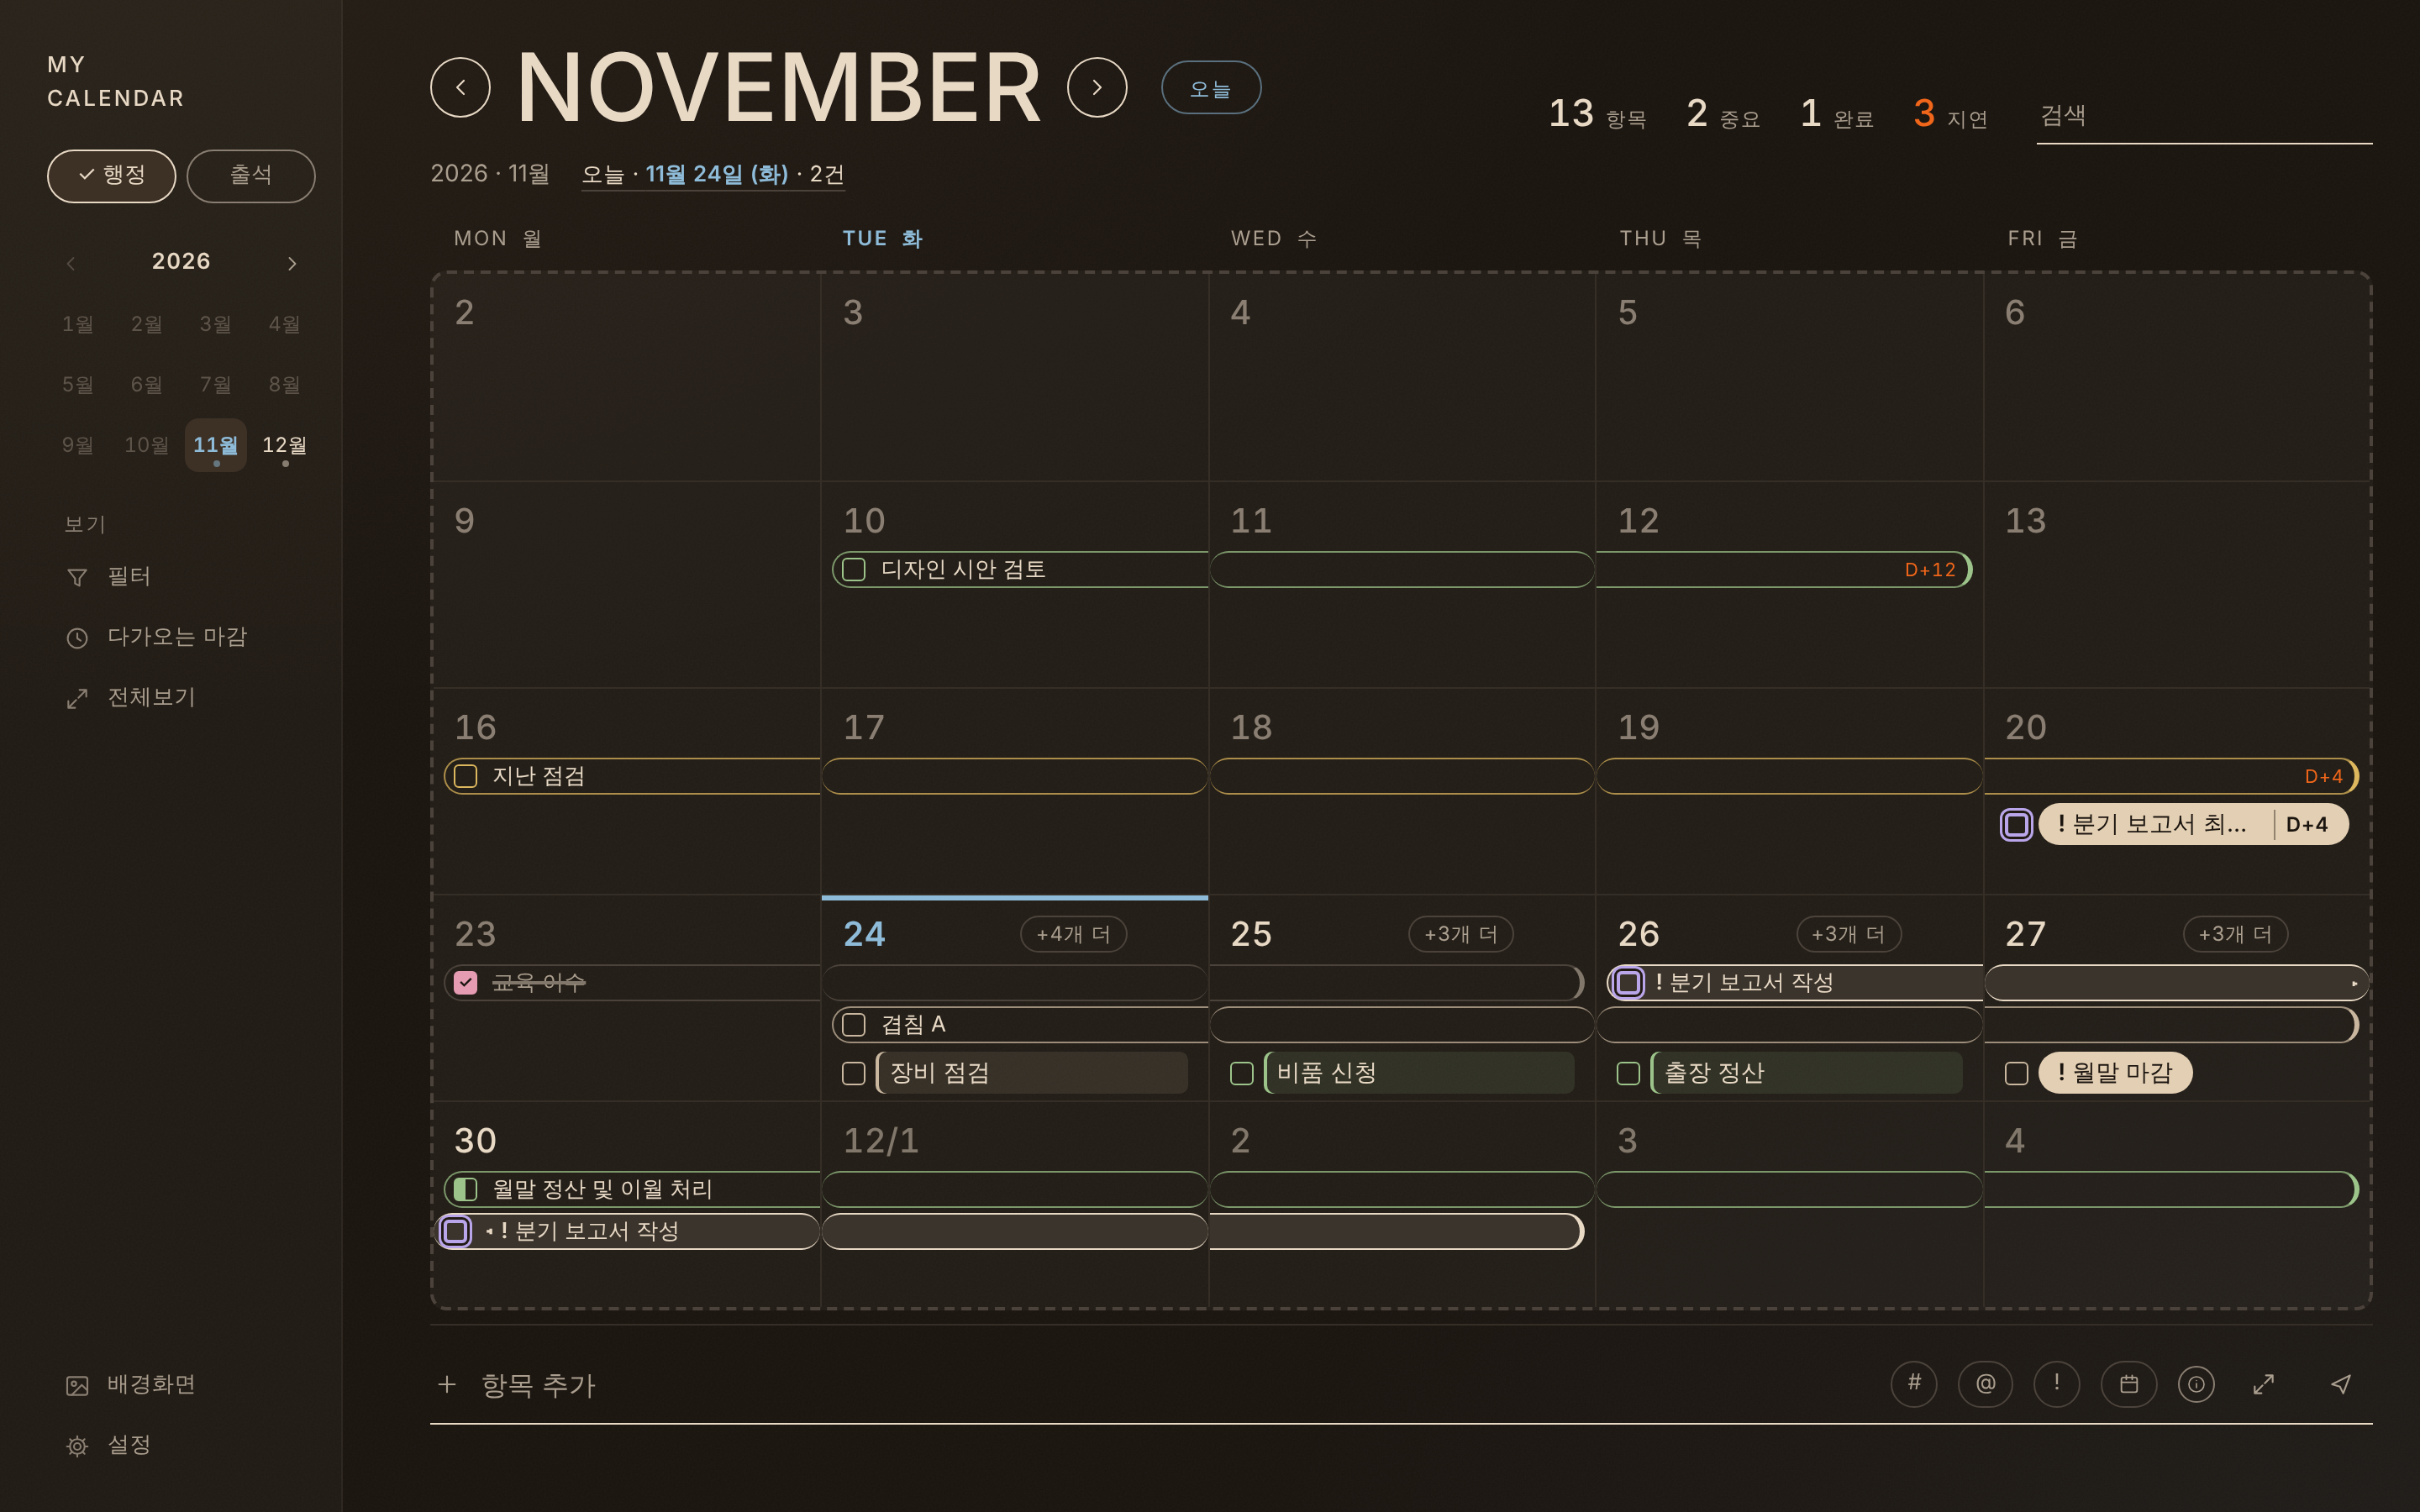 MY
CALENDAR
행정 출석
2026
1월 2월 3월 4월
5월 6월 7월 8월
9월 10월 11월 12월
보기
필터
다가오는 마감
전체보기
배경화면
설정
NOVEMBER 오늘
13 항목 2 중요 1 완료 3 지연 검색
2026 · 11월 오늘 · 11월 24일 (화) · 2건
MON 월 TUE 화 WED 수 THU 목 FRI 금
2 3 4 5 6
9 10 11 12 13
디자인 시안 검토 D+12
16 17 18 19 20
지난 점검 D+4
! 분기 보고서 최... D+4
23 24 +4개 더 25 +3개 더 26 +3개 더 27 +3개 더
교육 이수 ! 분기 보고서 작성
겹침 A
장비 점검 비품 신청 출장 정산 ! 월말 마감
30 12/1 2 3 4
월말 정산 및 이월 처리
! 분기 보고서 작성
항목 추가 # @ !